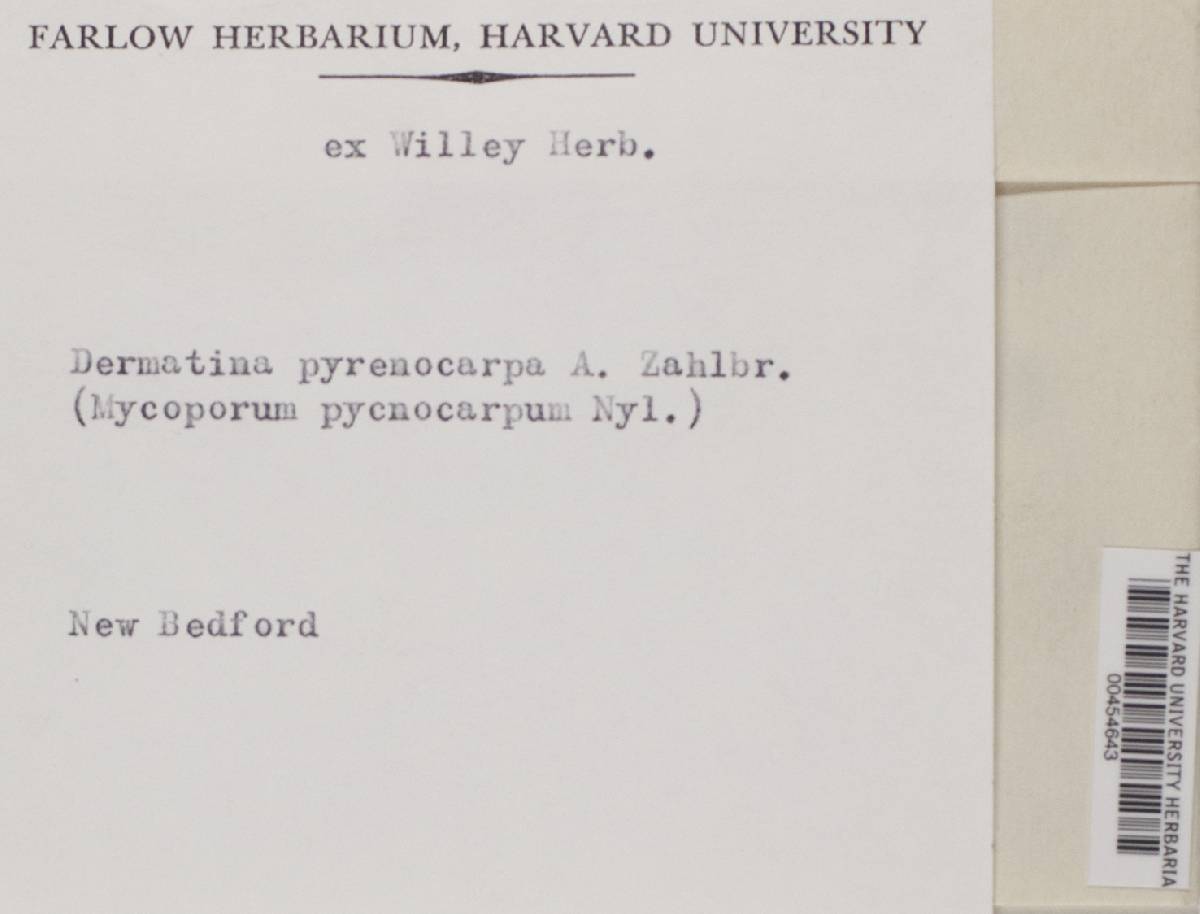 FARLOW HERBARIUM, HARVARD UNIVERSITY
ex Willey Herb.
Dermatina pyrenocarpa A. Zahlbr.
(Mycoporum pycnocarpum Nyl.)
New Bedford
THE HARVARD UNIVERSITY HERBARIA
00454643